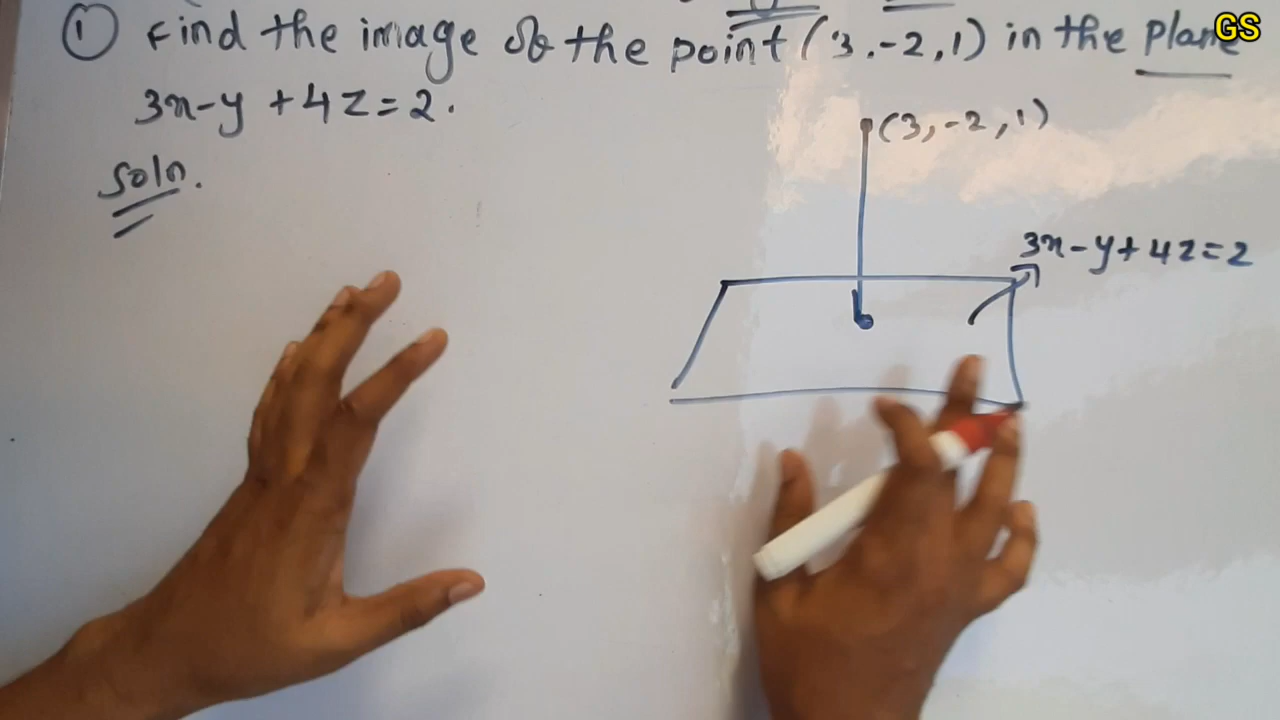 ① Find the image of the point (3, -2, 1) in the plane
GS
3x - y + 4z = 2.
Soln.
(3, -2, 1)
3x - y + 4z = 2